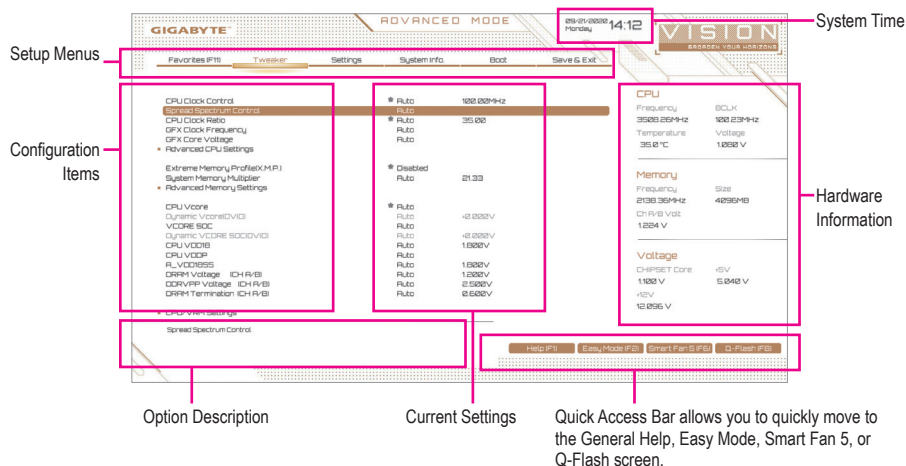 GIGABYTE™
ADVANCED MODE
09/21/2020
Monday
14:12
System Time
VISION
BROADEN YOUR HORIZONS
Setup Menus
Favorites (F11) Tweaker Settings System Info. Boot Save & Exit
Configuration
Items
CPU Clock Control * Auto 100.00MHz
Spread Spectrum Control Auto
CPU Clock Ratio * Auto 35.00
GFX Clock Frequency Auto
GFX Core Voltage Auto
Advanced CPU Settings
Extreme Memory Profile(X.M.P.) * Disabled
System Memory Multiplier Auto 21.33
Advanced Memory Settings
CPU Vcore * Auto
Dynamic Vcore(DVID) Auto +0.000V
VCORE SOC Auto
Dynamic VCORE SOC(DVID) Auto +0.000V
CPU VDD18 Auto 1.800V
CPU VDDP Auto
A_VDD18S5 Auto 1.800V
DRAM Voltage (CH A/B) Auto 1.200V
DDRVPP Voltage (CH A/B) Auto 2.500V
DRAM Termination (CH A/B) Auto 0.600V
CPU/VRM Settings
Spread Spectrum Control
CPU
Frequency BCLK
3508.26MHz 100.23MHz
Temperature Voltage
35.0 °C 1.080 V
Memory
Frequency Size
2138.36MHz 4096MB
Ch A/B Volt
1.224 V
Voltage
CHIPSET Core +5V
1.100 V 5.040 V
+12V
12.096 V
Hardware
Information
Help (F1) Easy Mode (F2) Smart Fan 5 (F6) Q-Flash (F8)
Option Description
Current Settings
Quick Access Bar allows you to quickly move to
the General Help, Easy Mode, Smart Fan 5, or
Q-Flash screen.